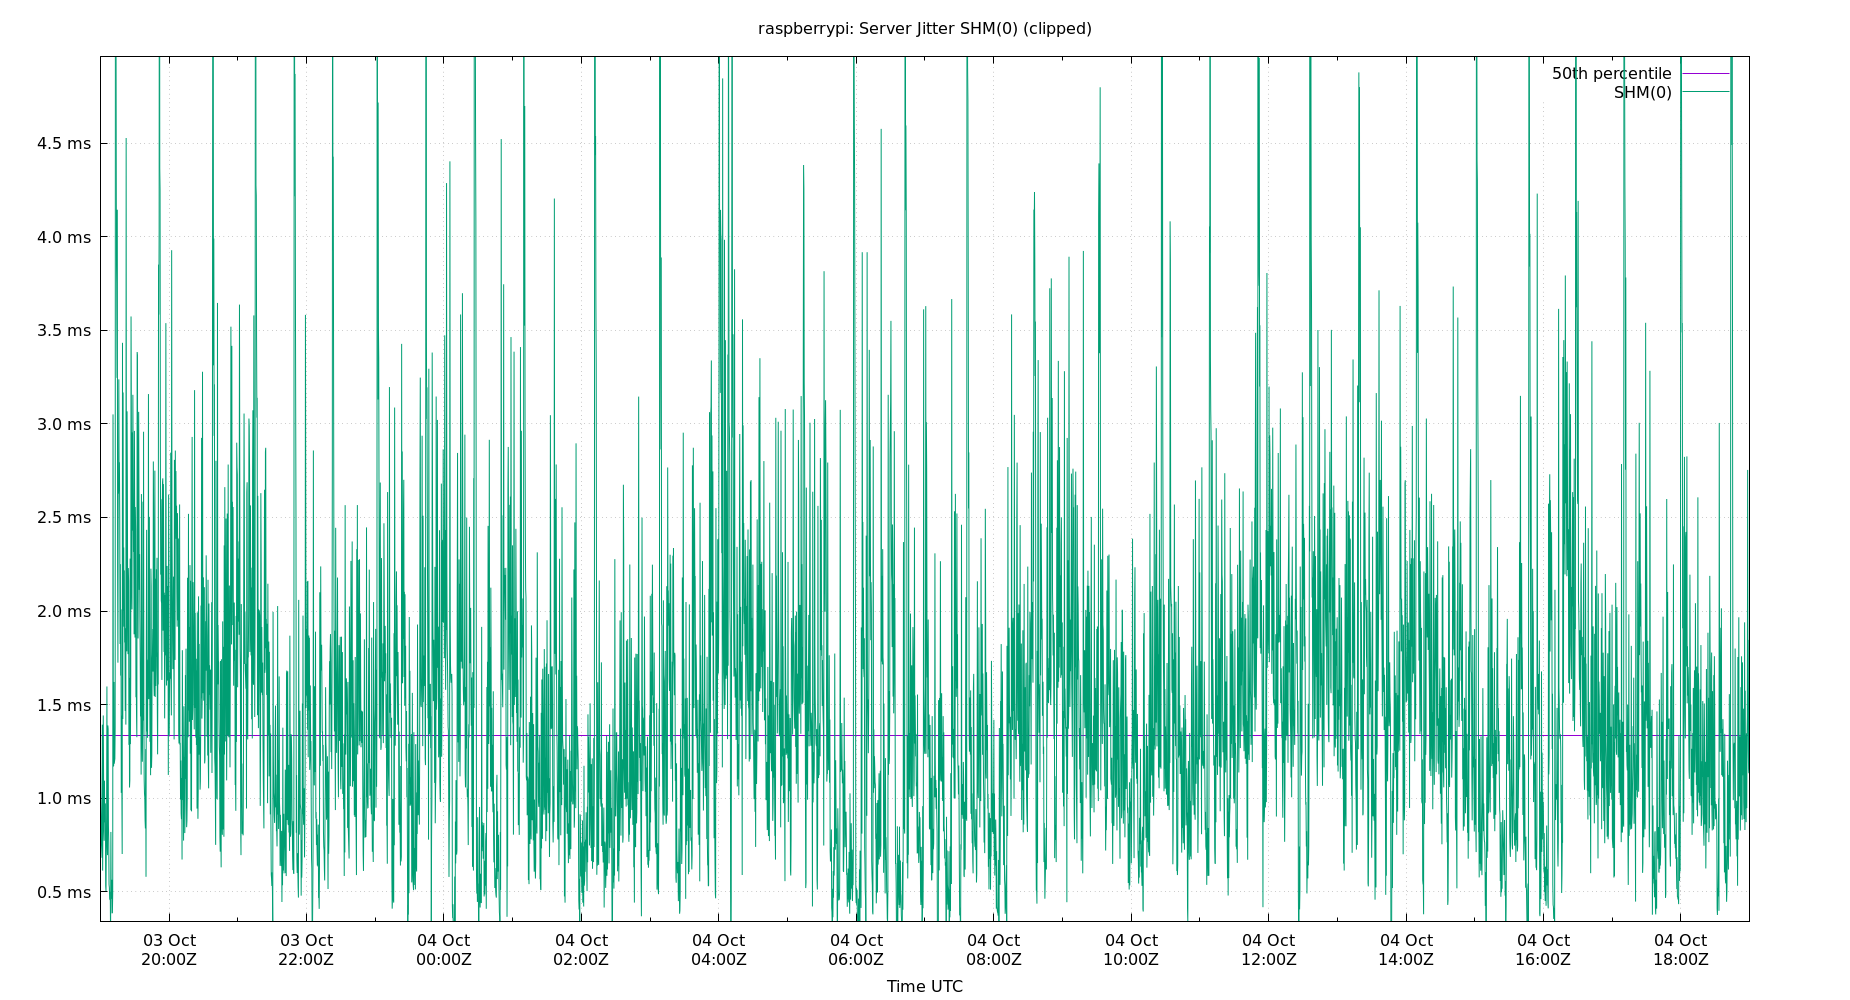 raspberrypi: Server Jitter SHM(0) (clipped)
50th percentile
SHM(0)
4.5 ms
4.0 ms
3.5 ms
3.0 ms
2.5 ms
2.0 ms
1.5 ms
1.0 ms
0.5 ms
03 Oct 03 Oct 04 Oct 04 Oct 04 Oct 04 Oct 04 Oct 04 Oct 04 Oct 04 Oct 04 Oct 04 Oct
20:00Z 22:00Z 00:00Z 02:00Z 04:00Z 06:00Z 08:00Z 10:00Z 12:00Z 14:00Z 16:00Z 18:00Z
Time UTC